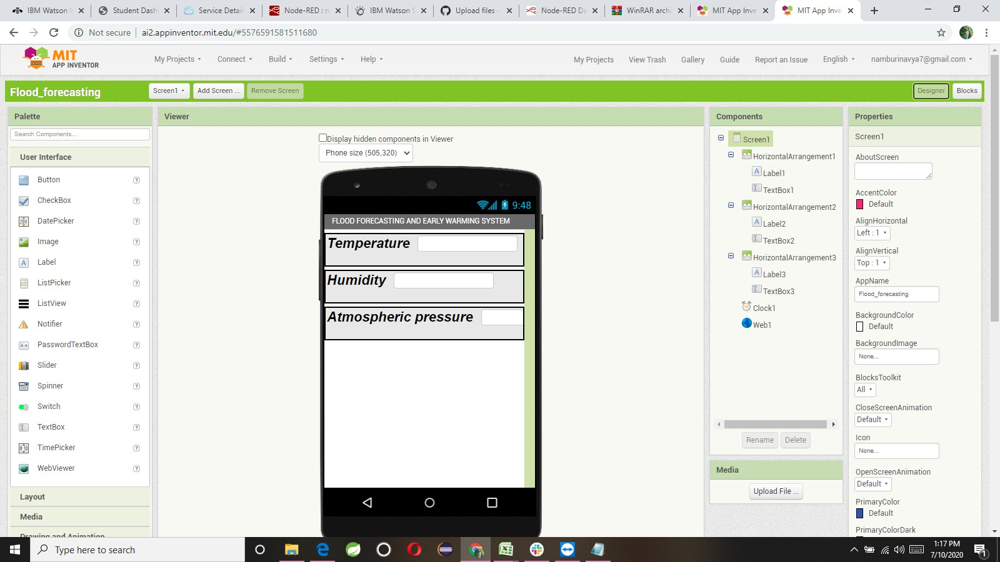 IBM Watson I
Student Dash
Service Detail
Node-RED : n
IBM Watson S
Upload files
Node-RED Da
WinRAR archi
MIT App Inve
MIT App Inve
Not secure
ai2.appinventor.mit.edu/#5576591581511680
MIT
APP INVENTOR
My Projects
Connect
Build
Settings
Help
My Projects
View Trash
Gallery
Guide
Report an Issue
English
namburinavya7@gmail.com
Flood_forecasting
Screen1
Add Screen ...
Remove Screen
Designer
Blocks
Palette
Search Components...
User Interface
Button
CheckBox
DatePicker
Image
Label
ListPicker
ListView
Notifier
PasswordTextBox
Slider
Spinner
Switch
TextBox
TimePicker
WebViewer
Layout
Media
Drawing and Animation
Viewer
Display hidden components in Viewer
Phone size (505,320)
9:48
FLOOD FORECASTING AND EARLY WARMING SYSTEM
Temperature
Humidity
Atmospheric pressure
Components
Screen1
HorizontalArrangement1
Label1
TextBox1
HorizontalArrangement2
Label2
TextBox2
HorizontalArrangement3
Label3
TextBox3
Clock1
Web1
Rename
Delete
Media
Upload File ...
Properties
Screen1
AboutScreen
AccentColor
Default
AlignHorizontal
Left : 1
AlignVertical
Top : 1
AppName
Flood_forecasting
BackgroundColor
Default
BackgroundImage
None...
BlocksToolkit
All
CloseScreenAnimation
Default
Icon
None...
OpenScreenAnimation
Default
PrimaryColor
Default
PrimaryColorDark
Type here to search
1:17 PM
7/10/2020
1